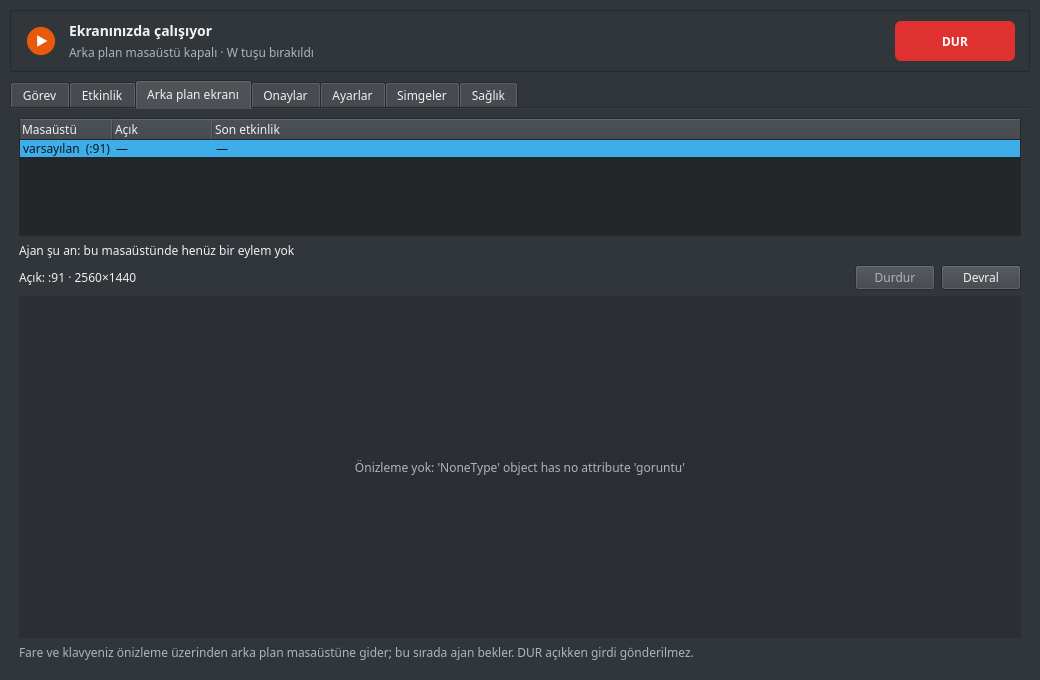 Ekranınızda çalışıyor
Arka plan masaüstü kapalı · W tuşu bırakıldı
DUR
Görev Etkinlik Arka plan ekranı Onaylar Ayarlar Simgeler Sağlık
Masaüstü Açık Son etkinlik
varsayılan (:91) — —
Ajan şu an: bu masaüstünde henüz bir eylem yok
Açık: :91 · 2560×1440
Durdur Devral
Önizleme yok: 'NoneType' object has no attribute 'goruntu'
Fare ve klavyeniz önizleme üzerinden arka plan masaüstüne gider; bu sırada ajan bekler. DUR açıkken girdi gönderilmez.